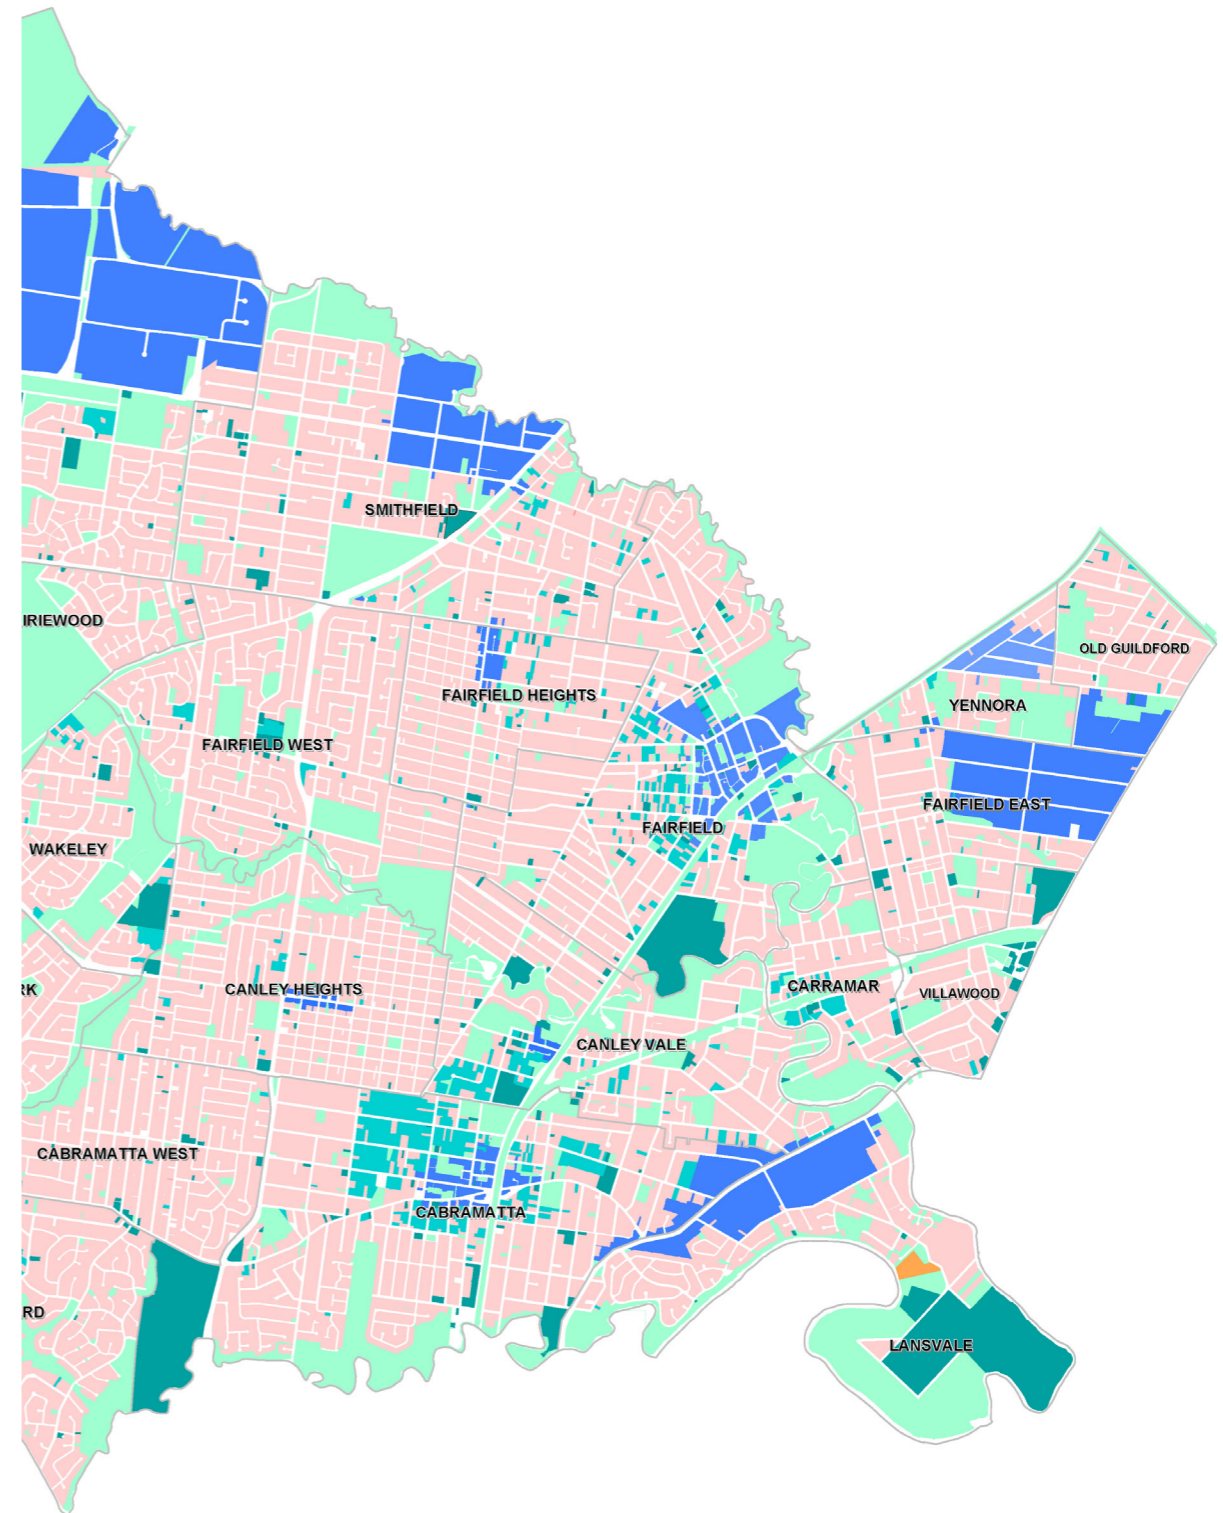 SMITHFIELD
IRIEWOOD
OLD GUILDFORD
FAIRFIELD HEIGHTS
YENNORA
FAIRFIELD WEST
FAIRFIELD EAST
FAIRFIELD
WAKELEY
CANLEY HEIGHTS
RK
CARRAMAR
VILLAWOOD
CANLEY VALE
CABRAMATTA WEST
CABRAMATTA
RD
LANSVALE